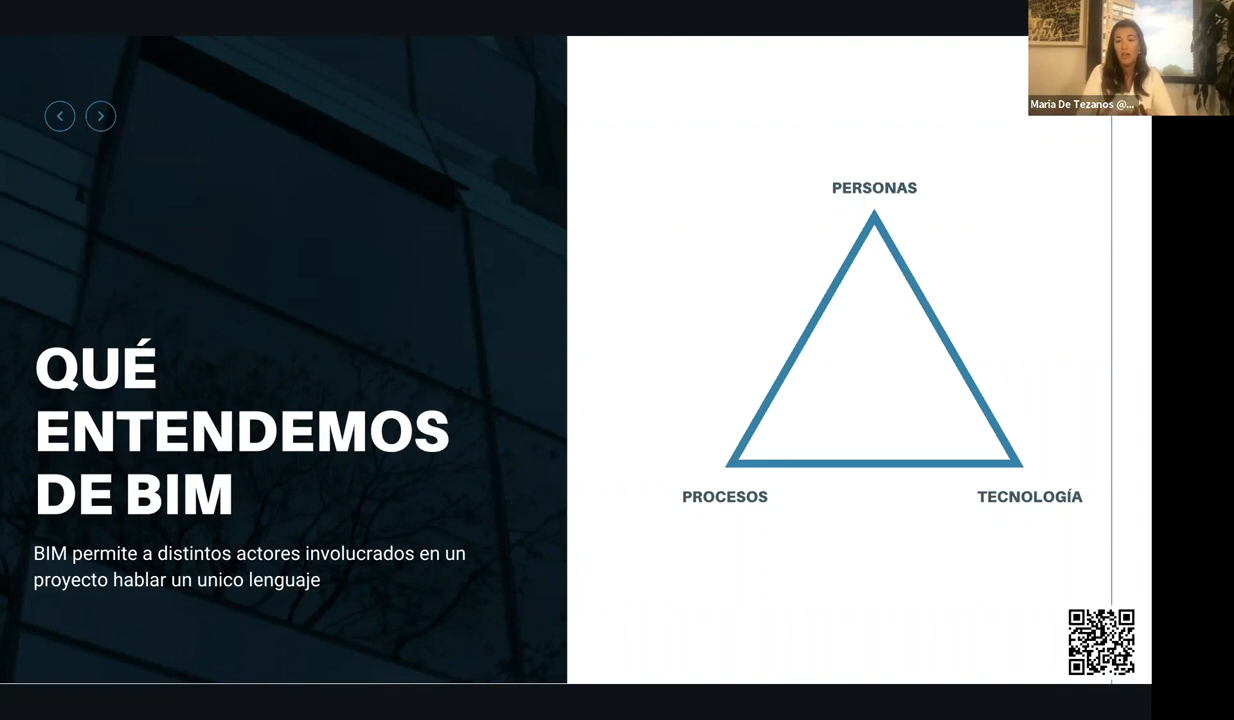 Maria De Tezanos @...
PERSONAS
QUÉ
ENTENDEMOS
DE BIM
PROCESOS
TECNOLOGÍA
BIM permite a distintos actores involucrados en un
proyecto hablar un unico lenguaje